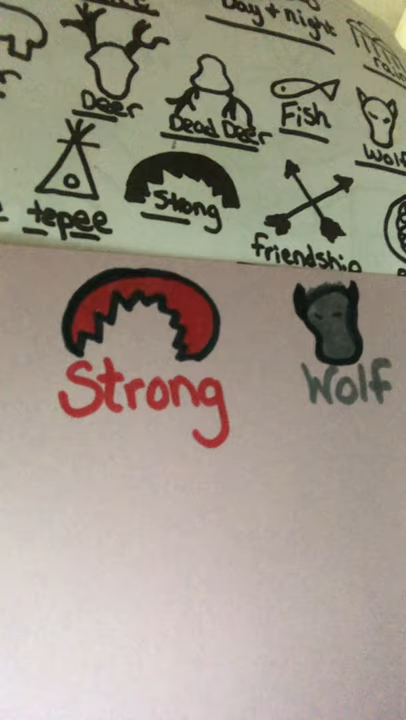 Day + night
Deer
Dead Deer
Fish
Wolf
tepee
Strong
friendship
Strong
Wolf